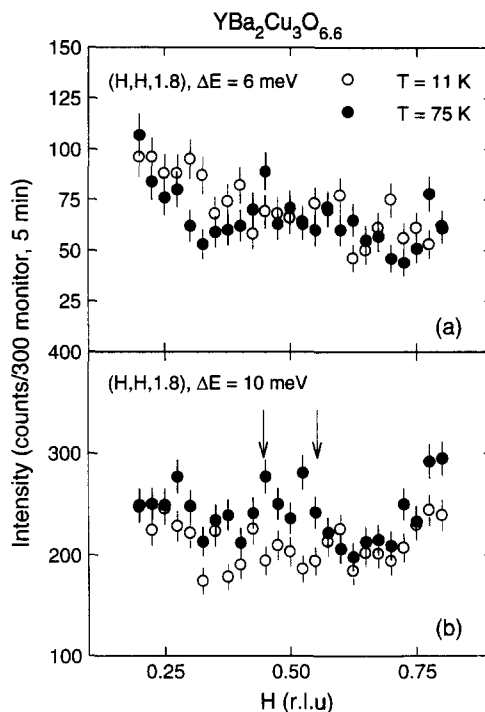 YBa₂Cu₃O₆.₆
150
(H,H,1.8), ΔE = 6 meV
T = 11 K
T = 75 K
125
100
75
50
25
(a)
400
(H,H,1.8), ΔE = 10 meV
300
200
100
(b)
0.25 0.50 0.75
H (r.l.u)
Intensity (counts/300 monitor, 5 min)